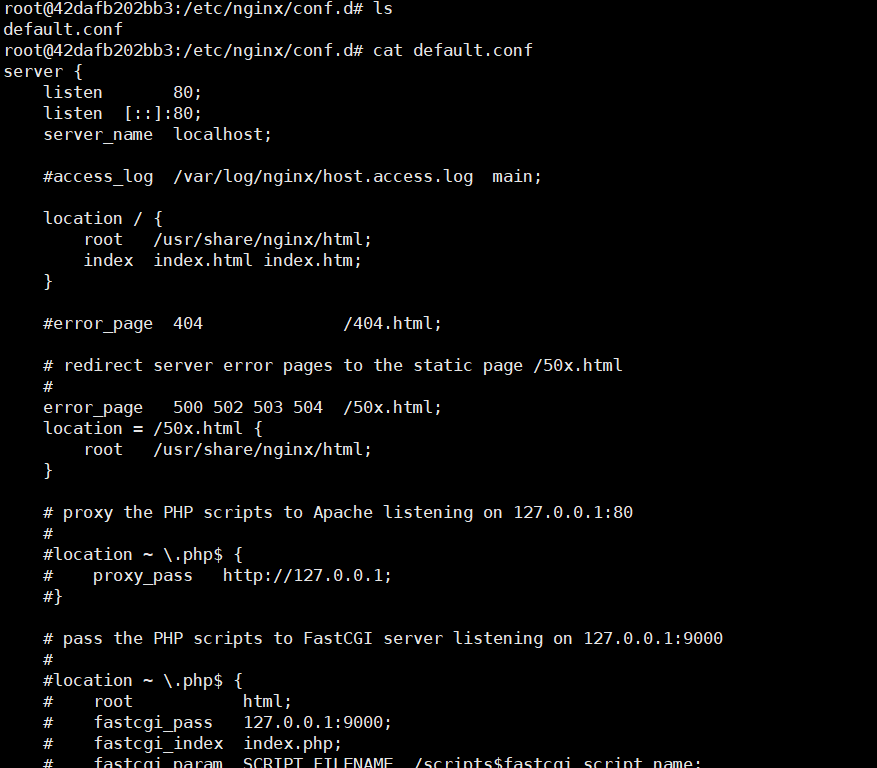 root@42dafb202bb3:/etc/nginx/conf.d# ls
default.conf
root@42dafb202bb3:/etc/nginx/conf.d# cat default.conf
server {
    listen       80;
    listen  [::]:80;
    server_name  localhost;

    #access_log  /var/log/nginx/host.access.log  main;

    location / {
        root   /usr/share/nginx/html;
        index  index.html index.htm;
    }

    #error_page  404              /404.html;

    # redirect server error pages to the static page /50x.html
    #
    error_page   500 502 503 504  /50x.html;
    location = /50x.html {
        root   /usr/share/nginx/html;
    }

    # proxy the PHP scripts to Apache listening on 127.0.0.1:80
    #
    #location ~ \.php$ {
    #    proxy_pass   http://127.0.0.1;
    #}

    # pass the PHP scripts to FastCGI server listening on 127.0.0.1:9000
    #
    #location ~ \.php$ {
    #    root           html;
    #    fastcgi_pass   127.0.0.1:9000;
    #    fastcgi_index  index.php;
    #    fastcgi_param  SCRIPT_FILENAME  /scripts$fastcgi_script_name;